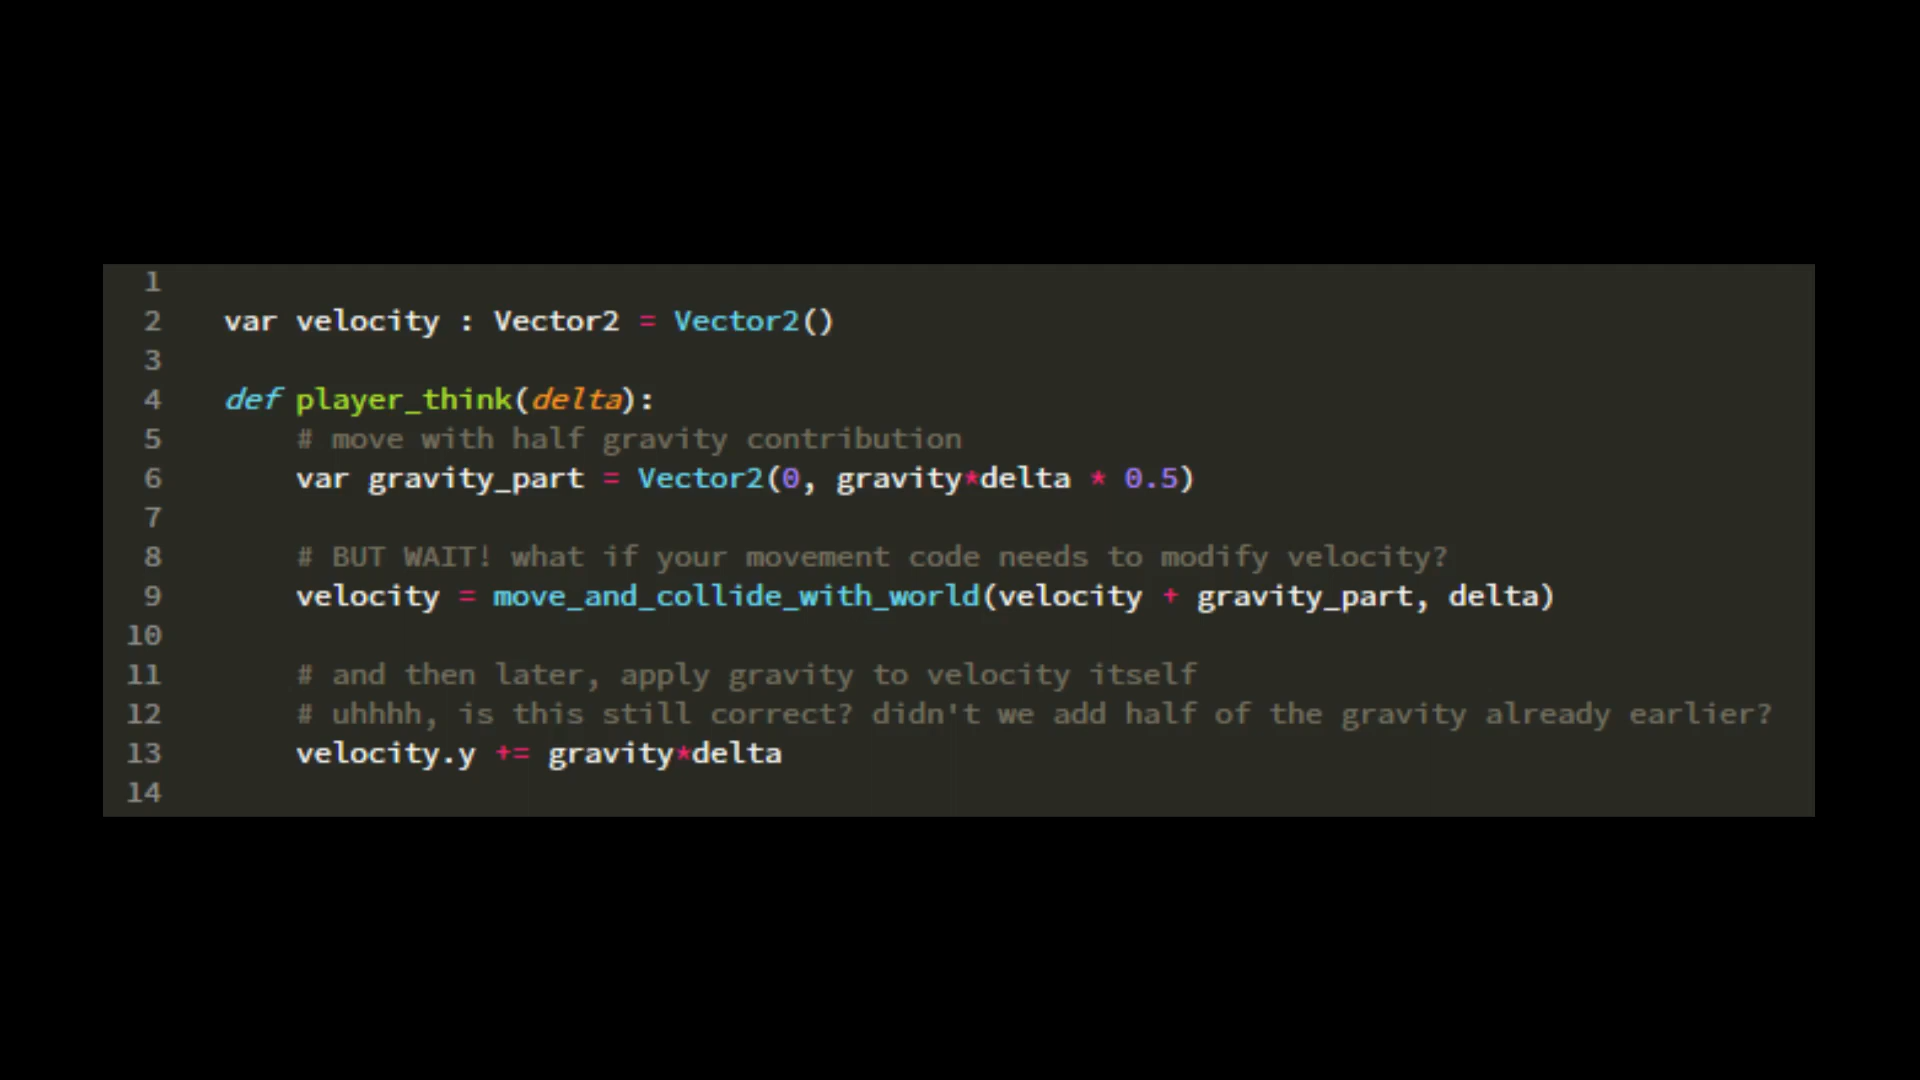 1
2 var velocity : Vector2 = Vector2()
3
4 def player_think(delta):
5 # move with half gravity contribution
6 var gravity_part = Vector2(0, gravity*delta * 0.5)
7
8 # BUT WAIT! what if your movement code needs to modify velocity?
9 velocity = move_and_collide_with_world(velocity + gravity_part, delta)
10
11 # and then later, apply gravity to velocity itself
12 # uhhhh, is this still correct? didn't we add half of the gravity already earlier?
13 velocity.y += gravity*delta
14